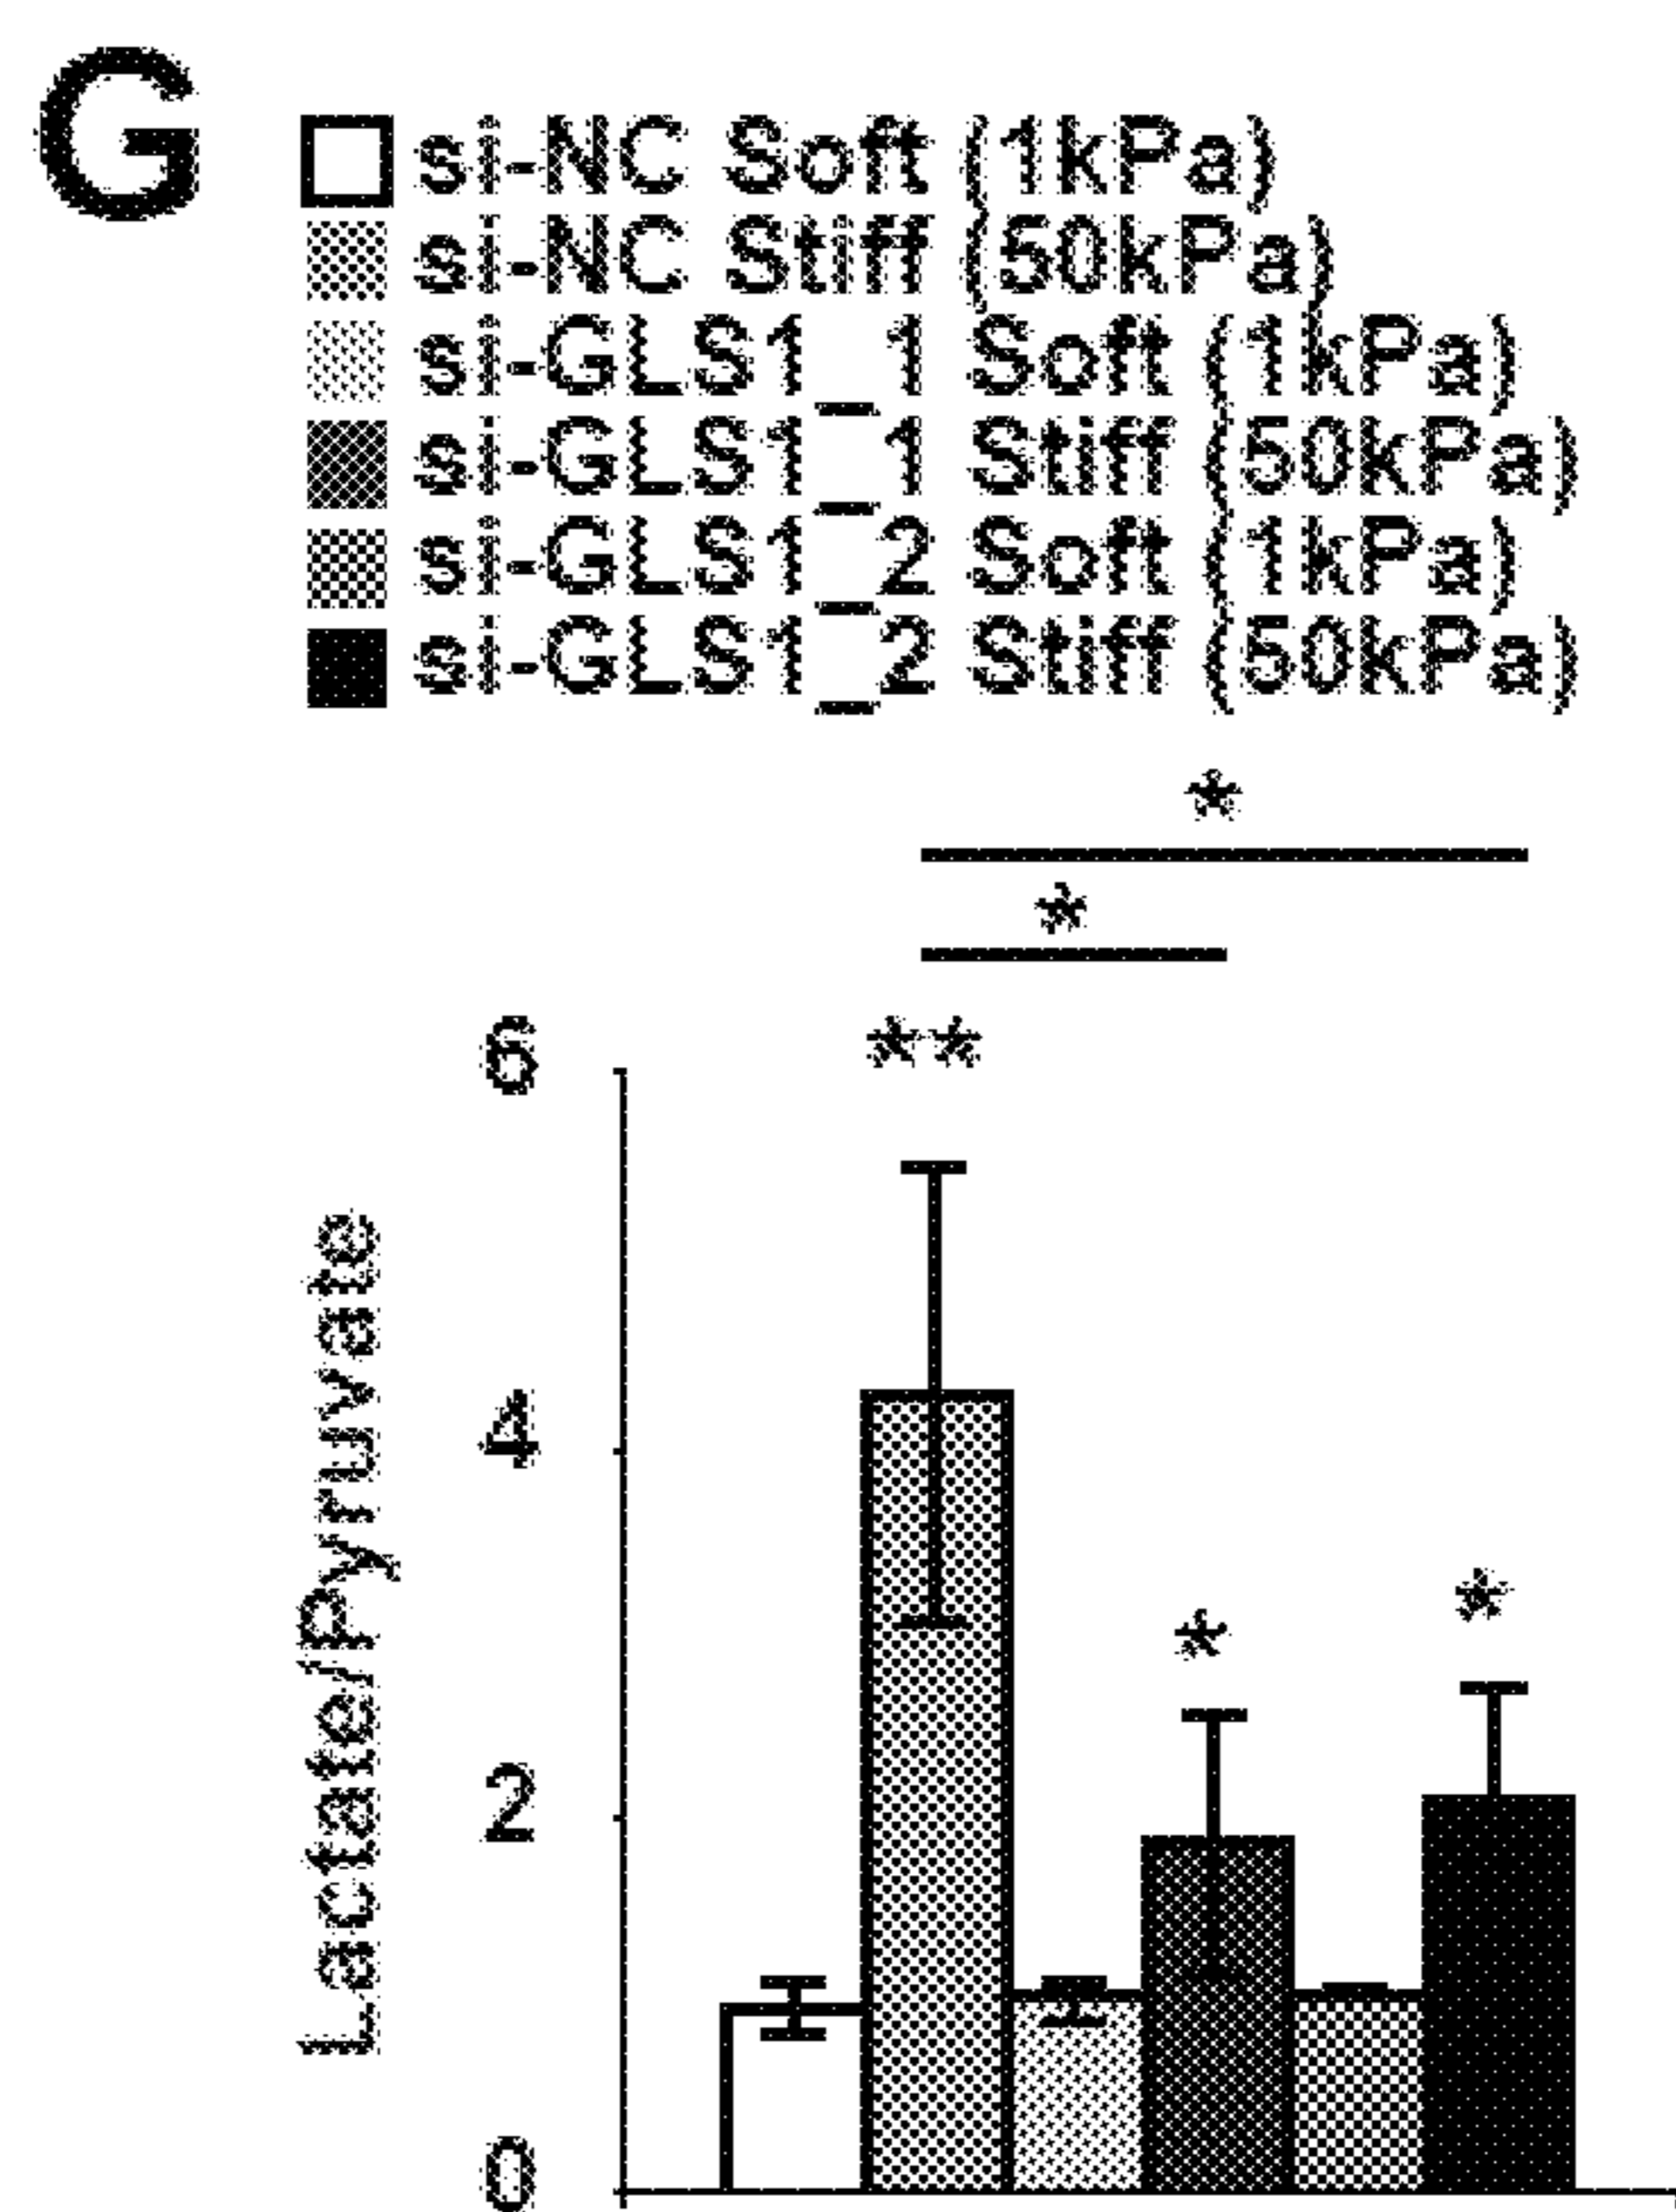 G
si-NC Soft (1kPa)
si-NC Stiff (50kPa)
si-GLS1_1 Soft (1kPa)
si-GLS1_1 Stiff (50kPa)
si-GLS1_2 Soft (1kPa)
si-GLS1_2 Stiff (50kPa)
*
*
**
6
4
2
0
Lactate/Pyruvate
*
*